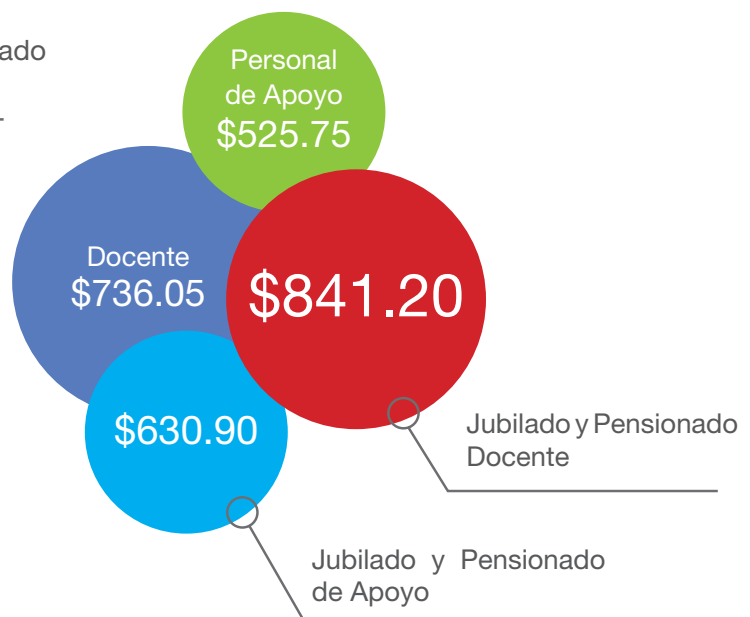 Personal
de Apoyo
$525.75
Docente
$736.05
$841.20
$630.90
Jubilado y Pensionado
Docente
Jubilado y Pensionado
de Apoyo